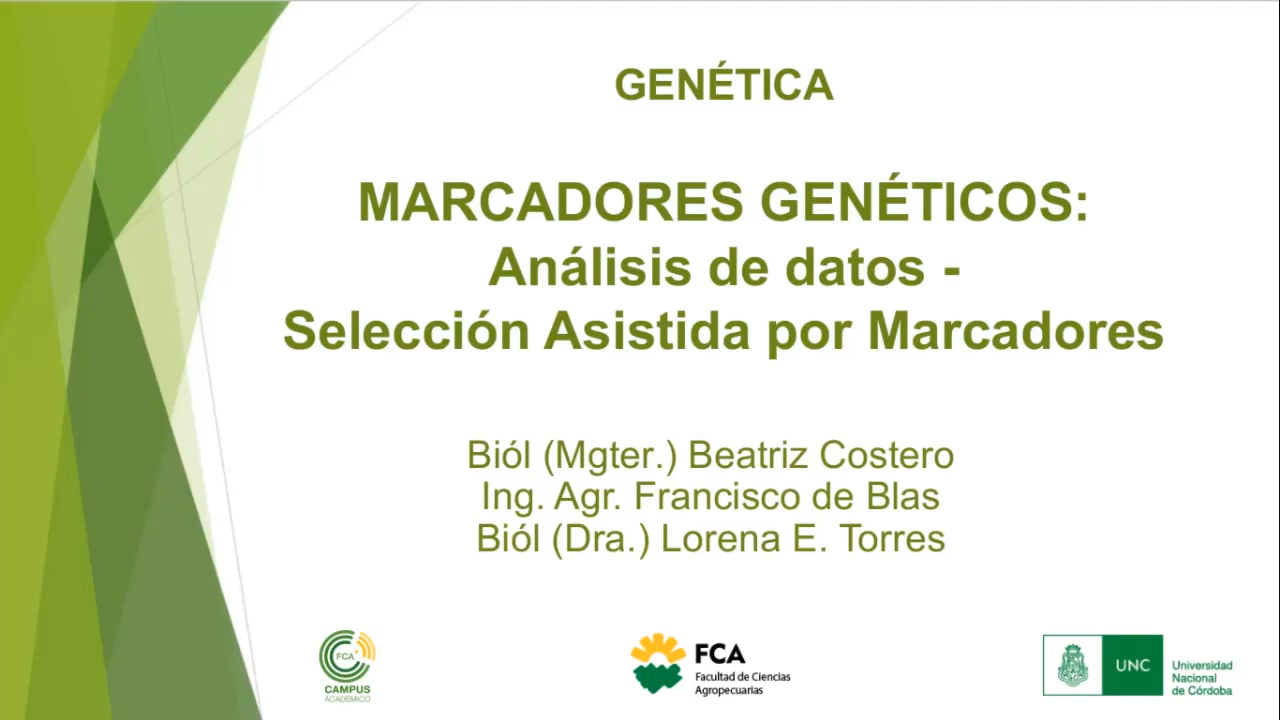 GENÉTICA
MARCADORES GENÉTICOS:
Análisis de datos -
Selección Asistida por Marcadores
Biól (Mgter.) Beatriz Costero
Ing. Agr. Francisco de Blas
Biól (Dra.) Lorena E. Torres
FCA
CAMPUS
ACADÉMICO
FCA
Facultad de Ciencias
Agropecuarias
UNC
Universidad
Nacional
de Córdoba